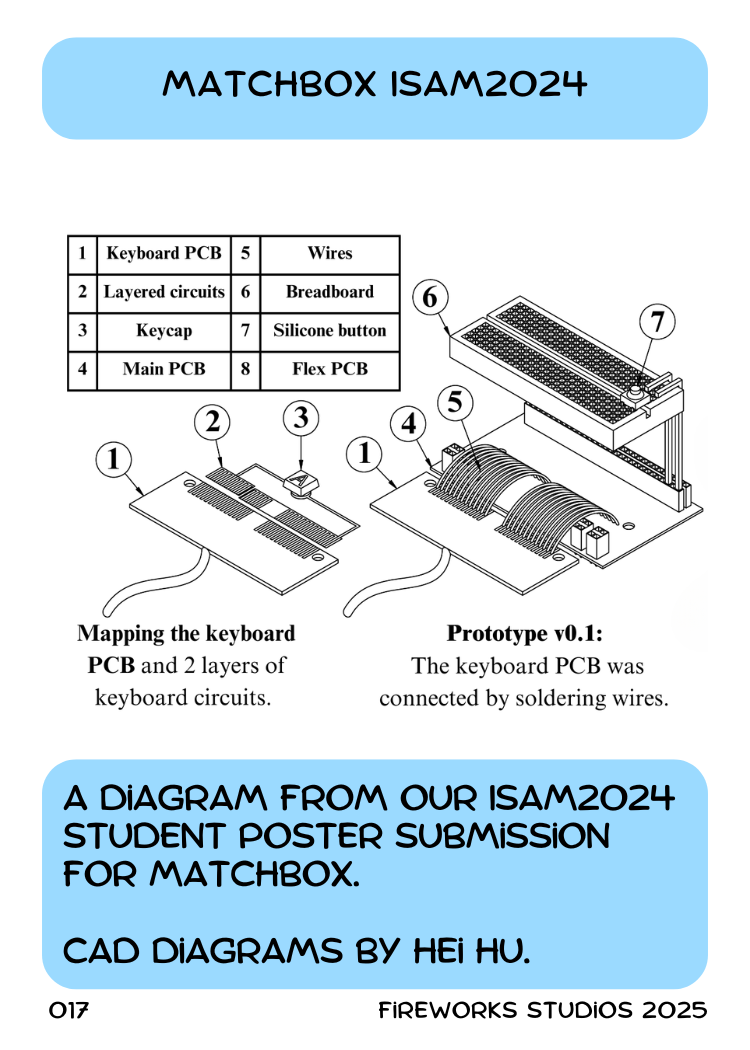 MATCHBOX ISAM2024
1 Keyboard PCB 5 Wires
2 Layered circuits 6 Breadboard
3 Keycap 7 Silicone button
4 Main PCB 8 Flex PCB
6
7
5
4
3
2
1
1
A
Mapping the keyboard
PCB and 2 layers of
keyboard circuits.
Prototype v0.1:
The keyboard PCB was
connected by soldering wires.
A DiAGRAM FROM OUR ISAM2024
STUDENT POSTER SUBMiSSiON
FOR MATCHBOX.
CAD DiAGRAMS BY HEi HU.
017
FiREWORKS STUDiOS 2025